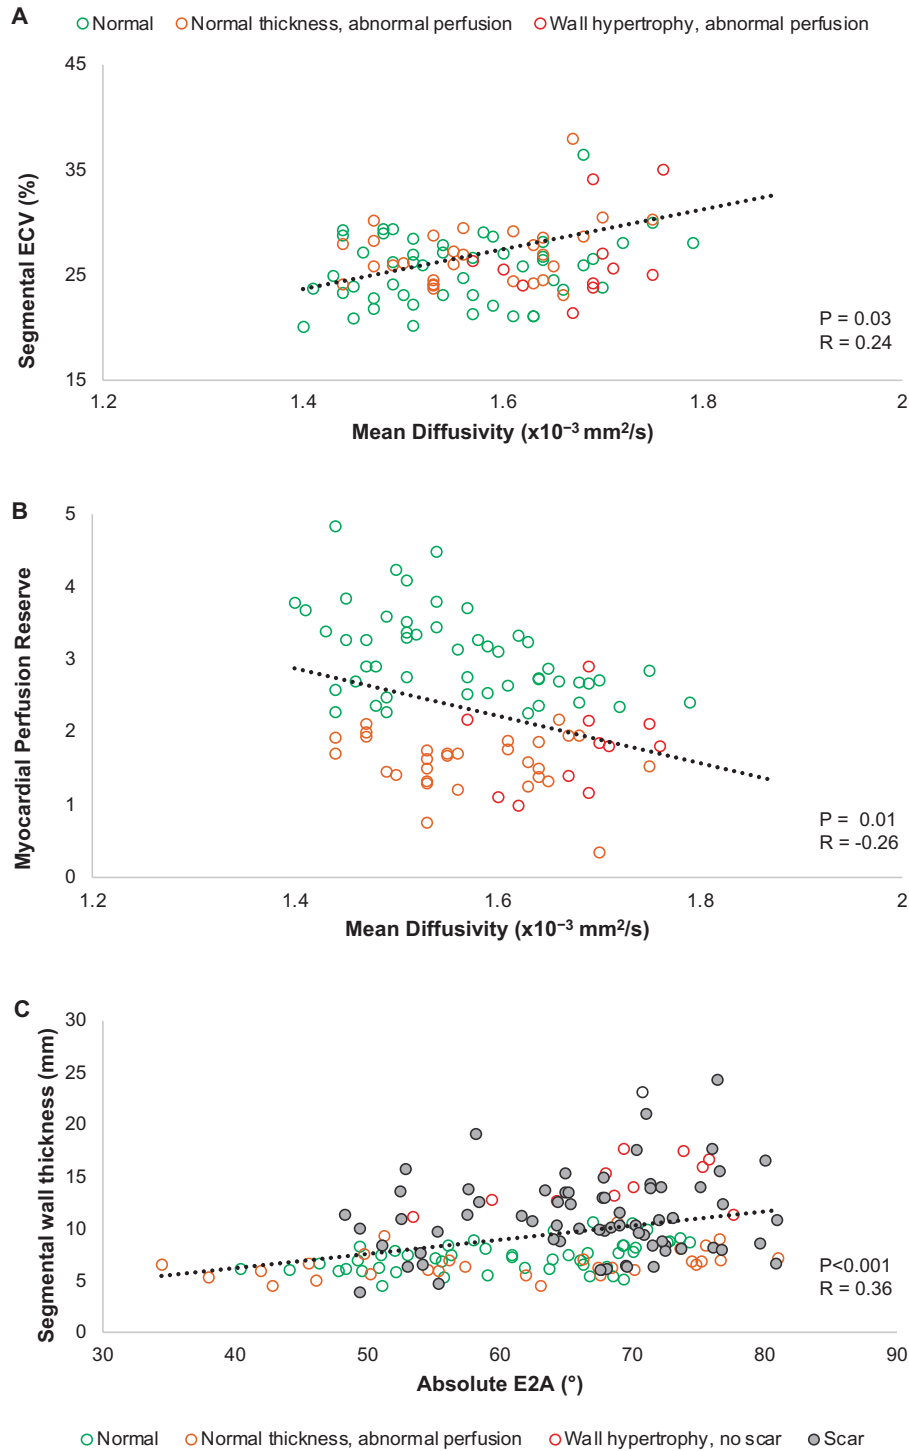 A
Normal Normal thickness, abnormal perfusion Wall hypertrophy, abnormal perfusion
45
35
25
15
Segmental ECV (%)
P = 0.03
R = 0.24
1.2 1.4 1.6 1.8 2
Mean Diffusivity (x10⁻³ mm²/s)
B
5
4
3
2
1
0
Myocardial Perfusion Reserve
P = 0.01
R = -0.26
1.2 1.4 1.6 1.8 2
Mean Diffusivity (x10⁻³ mm²/s)
C
30
25
20
15
10
5
0
Segmental wall thickness (mm)
P<0.001
R = 0.36
30 40 50 60 70 80 90
Absolute E2A (°)
Normal Normal thickness, abnormal perfusion Wall hypertrophy, no scar Scar